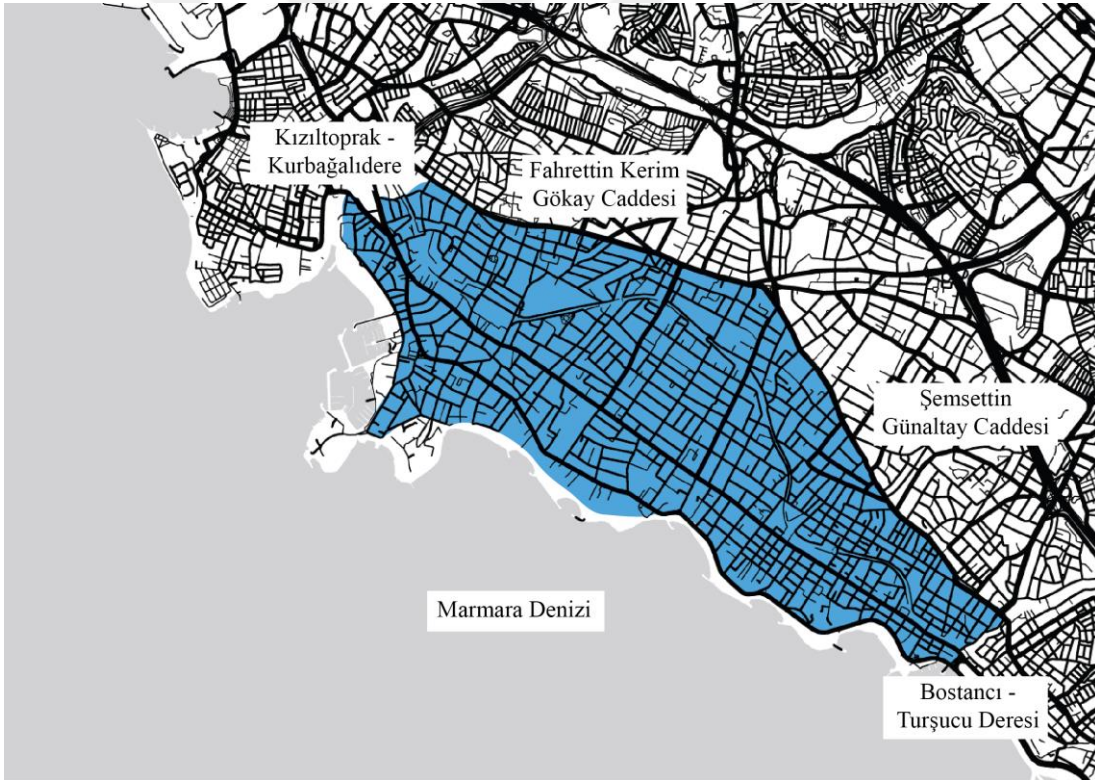 Kızıltoprak -
Kurbağalıdere
Fahrettin Kerim
Gökay Caddesi
Şemsettin
Günaltay Caddesi
Marmara Denizi
Bostancı -
Turşucu Deresi